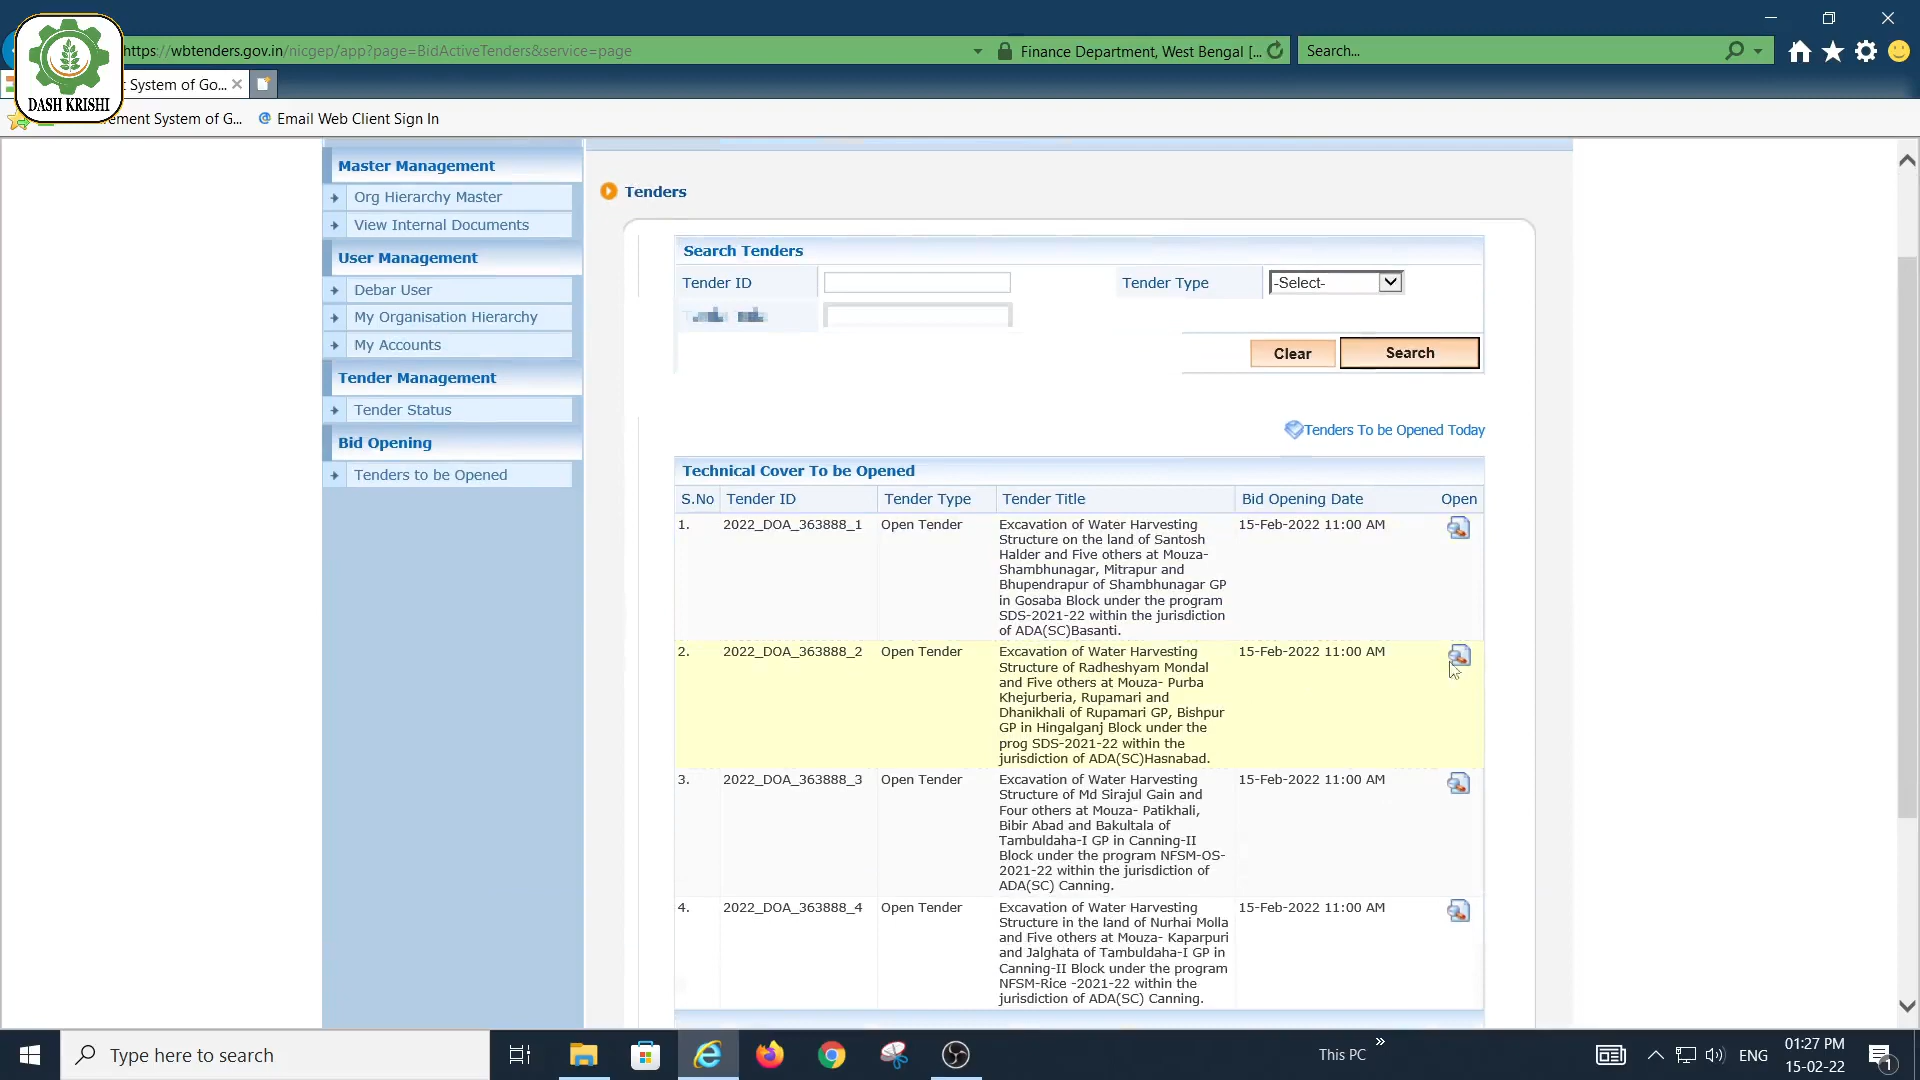 https://wbtenders.gov.in/nicgep/app?page=BidActiveTenders&service=page
Finance Department, West Bengal [...
Search...
DASH KRISHI
t System of Go...
ement System of G...
Email Web Client Sign In
Master Management
Org Hierarchy Master
View Internal Documents
User Management
Debar User
My Organisation Hierarchy
My Accounts
Tender Management
Tender Status
Bid Opening
Tenders to be Opened
Tenders
Search Tenders
Tender ID
Tender Type
-Select-
Clear
Search
Tenders To be Opened Today
Technical Cover To be Opened
S.No Tender ID Tender Type Tender Title Bid Opening Date Open
1. 2022_DOA_363888_1 Open Tender Excavation of Water Harvesting 15-Feb-2022 11:00 AM
Structure on the land of Santosh
Halder and Five others at Mouza-
Shambhunagar, Mitrapur and
Bhupendrapur of Shambhunagar GP
in Gosaba Block under the program
SDS-2021-22 within the jurisdiction
of ADA(SC)Basanti.
2. 2022_DOA_363888_2 Open Tender Excavation of Water Harvesting 15-Feb-2022 11:00 AM
Structure of Radheshyam Mondal
and Five others at Mouza- Purba
Khejurberia, Rupamari and
Dhanikhali of Rupamari GP, Bishpur
GP in Hingalganj Block under the
prog SDS-2021-22 within the
jurisdiction of ADA(SC)Hasnabad.
3. 2022_DOA_363888_3 Open Tender Excavation of Water Harvesting 15-Feb-2022 11:00 AM
Structure of Md Sirajul Gain and
Four others at Mouza- Patikhali,
Bibir Abad and Bakultala of
Tambuldaha-I GP in Canning-II
Block under the program NFSM-OS-
2021-22 within the jurisdiction of
ADA(SC) Canning.
4. 2022_DOA_363888_4 Open Tender Excavation of Water Harvesting 15-Feb-2022 11:00 AM
Structure in the land of Nurhai Molla
and Five others at Mouza- Kaparpuri
and Jalghata of Tambuldaha-I GP in
Canning-II Block under the program
NFSM-Rice -2021-22 within the
jurisdiction of ADA(SC) Canning.
Type here to search
This PC
ENG
01:27 PM
15-02-22
1